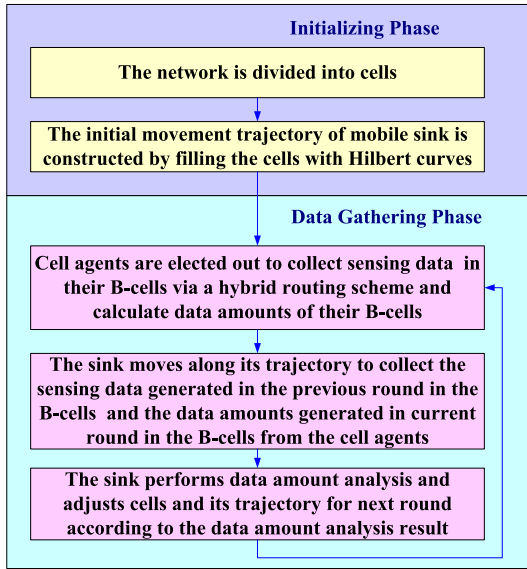 Initializing Phase
The network is divided into cells
The initial movement trajectory of mobile sink is
constructed by filling the cells with Hilbert curves
Data Gathering Phase
Cell agents are elected out to collect sensing data in
their B-cells via a hybrid routing scheme and
calculate data amounts of their B-cells
The sink moves along its trajectory to collect the
sensing data generated in the previous round in the
B-cells and the data amounts generated in current
round in the B-cells from the cell agents
The sink performs data amount analysis and
adjusts cells and its trajectory for next round
according to the data amount analysis result